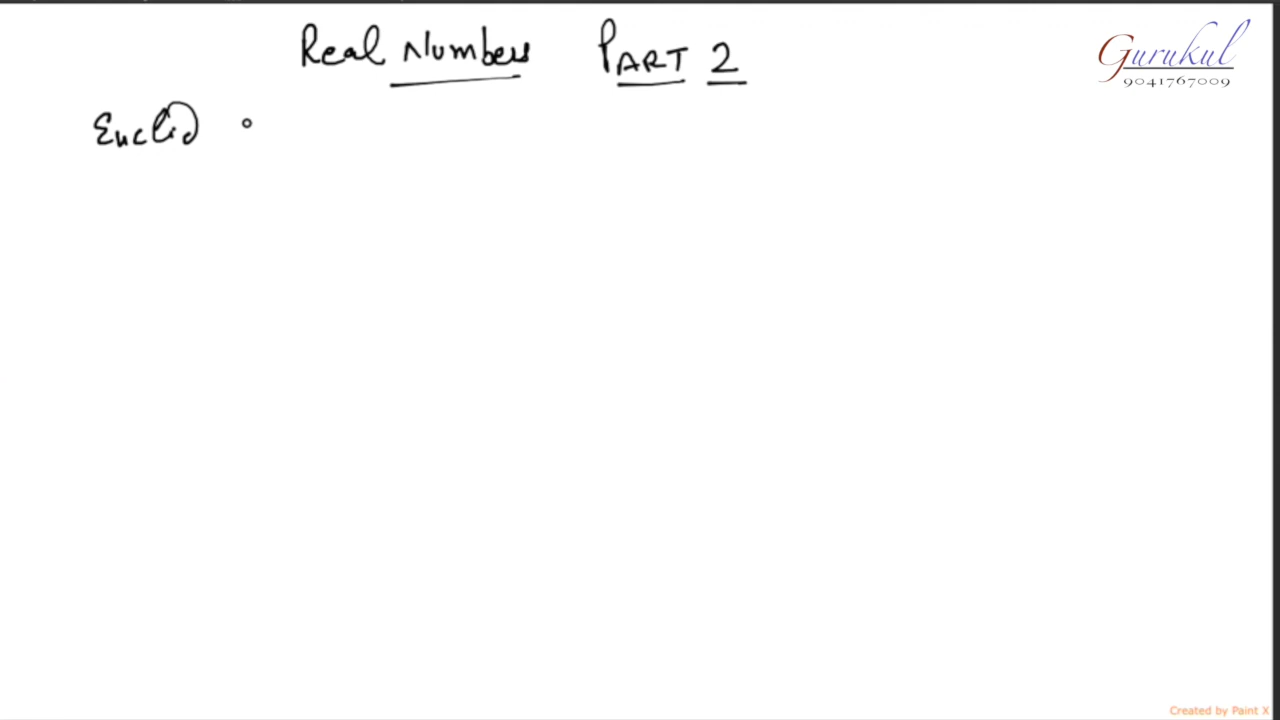 Real Numbers PART 2
Gurukul
9041767009
Euclid
Created by Paint X